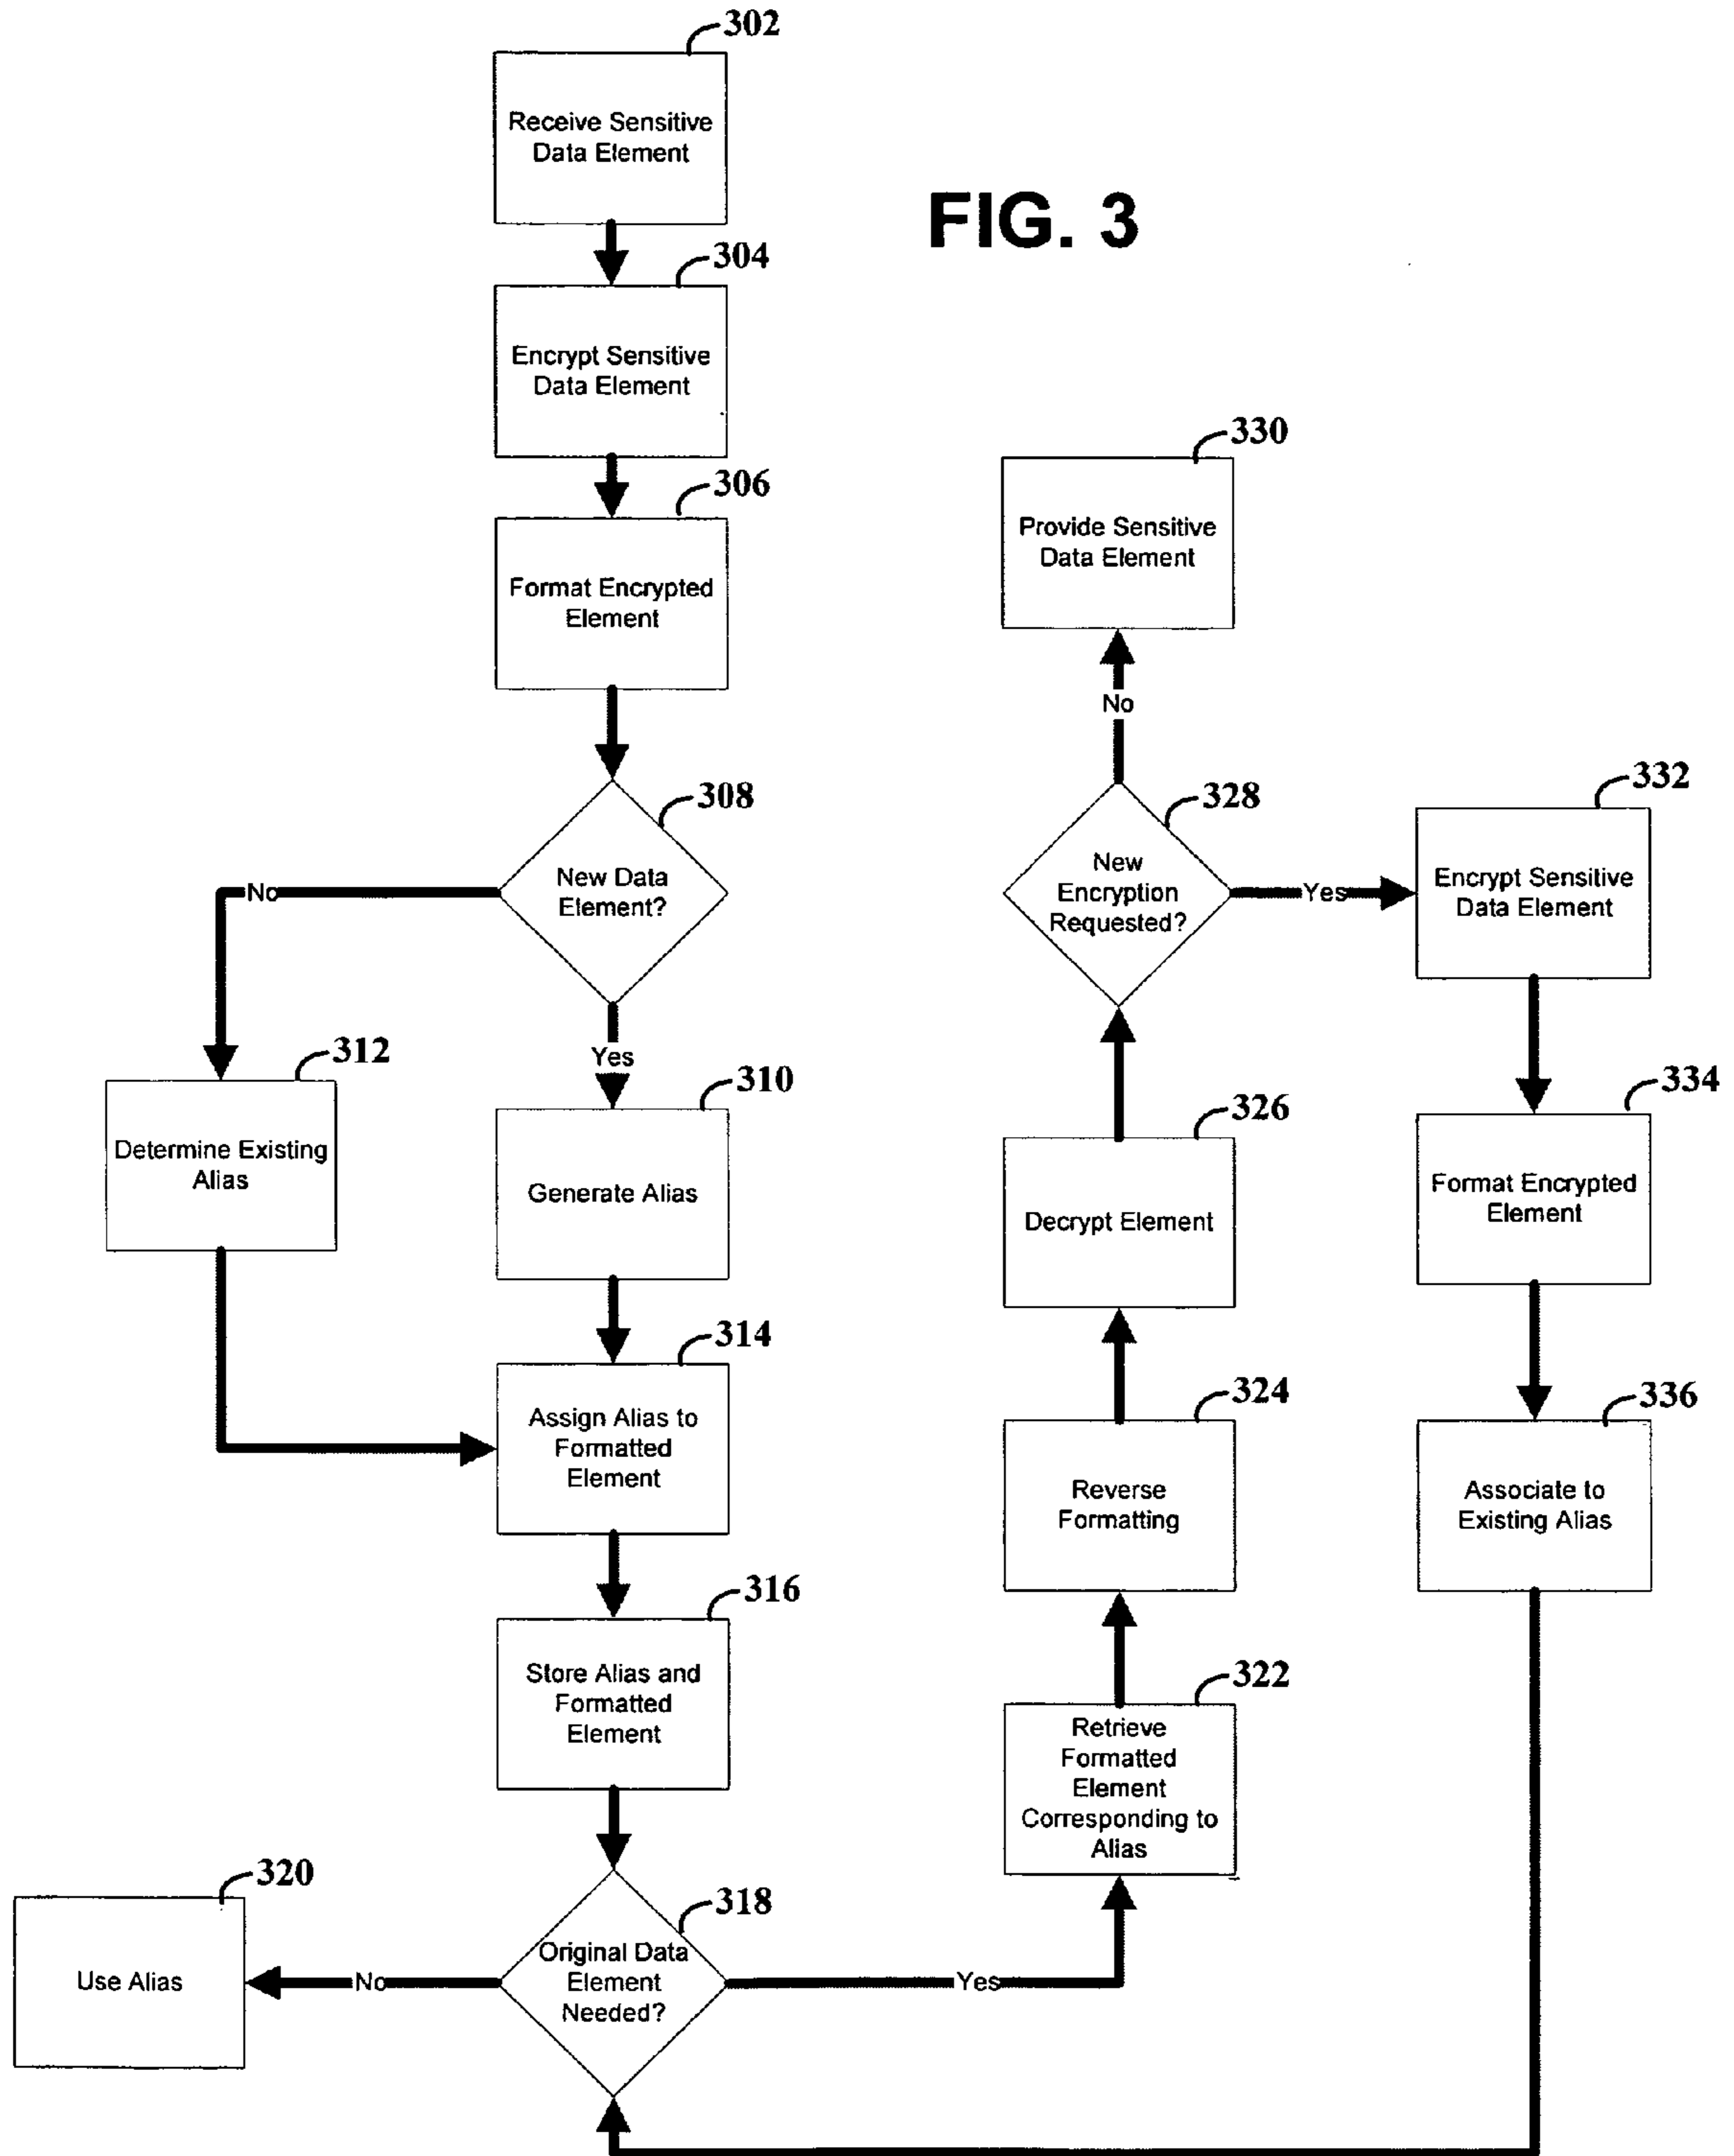 302
Receive Sensitive
Data Element
FIG. 3
304
Encrypt Sensitive
Data Element
306
Format Encrypted
Element
308
New Data
Element?
No
Yes
312
Determine Existing
Alias
310
Generate Alias
314
Assign Alias to
Formatted
Element
316
Store Alias and
Formatted
Element
318
Original Data
Element
Needed?
No
320
Use Alias
Yes
322
Retrieve
Formatted
Element
Corresponding to
Alias
324
Reverse
Formatting
326
Decrypt Element
328
New
Encryption
Requested?
No
330
Provide Sensitive
Data Element
Yes
332
Encrypt Sensitive
Data Element
334
Format Encrypted
Element
336
Associate to
Existing Alias